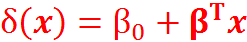 δ(𝒙) = β₀ + 𝛃ᵀ𝒙